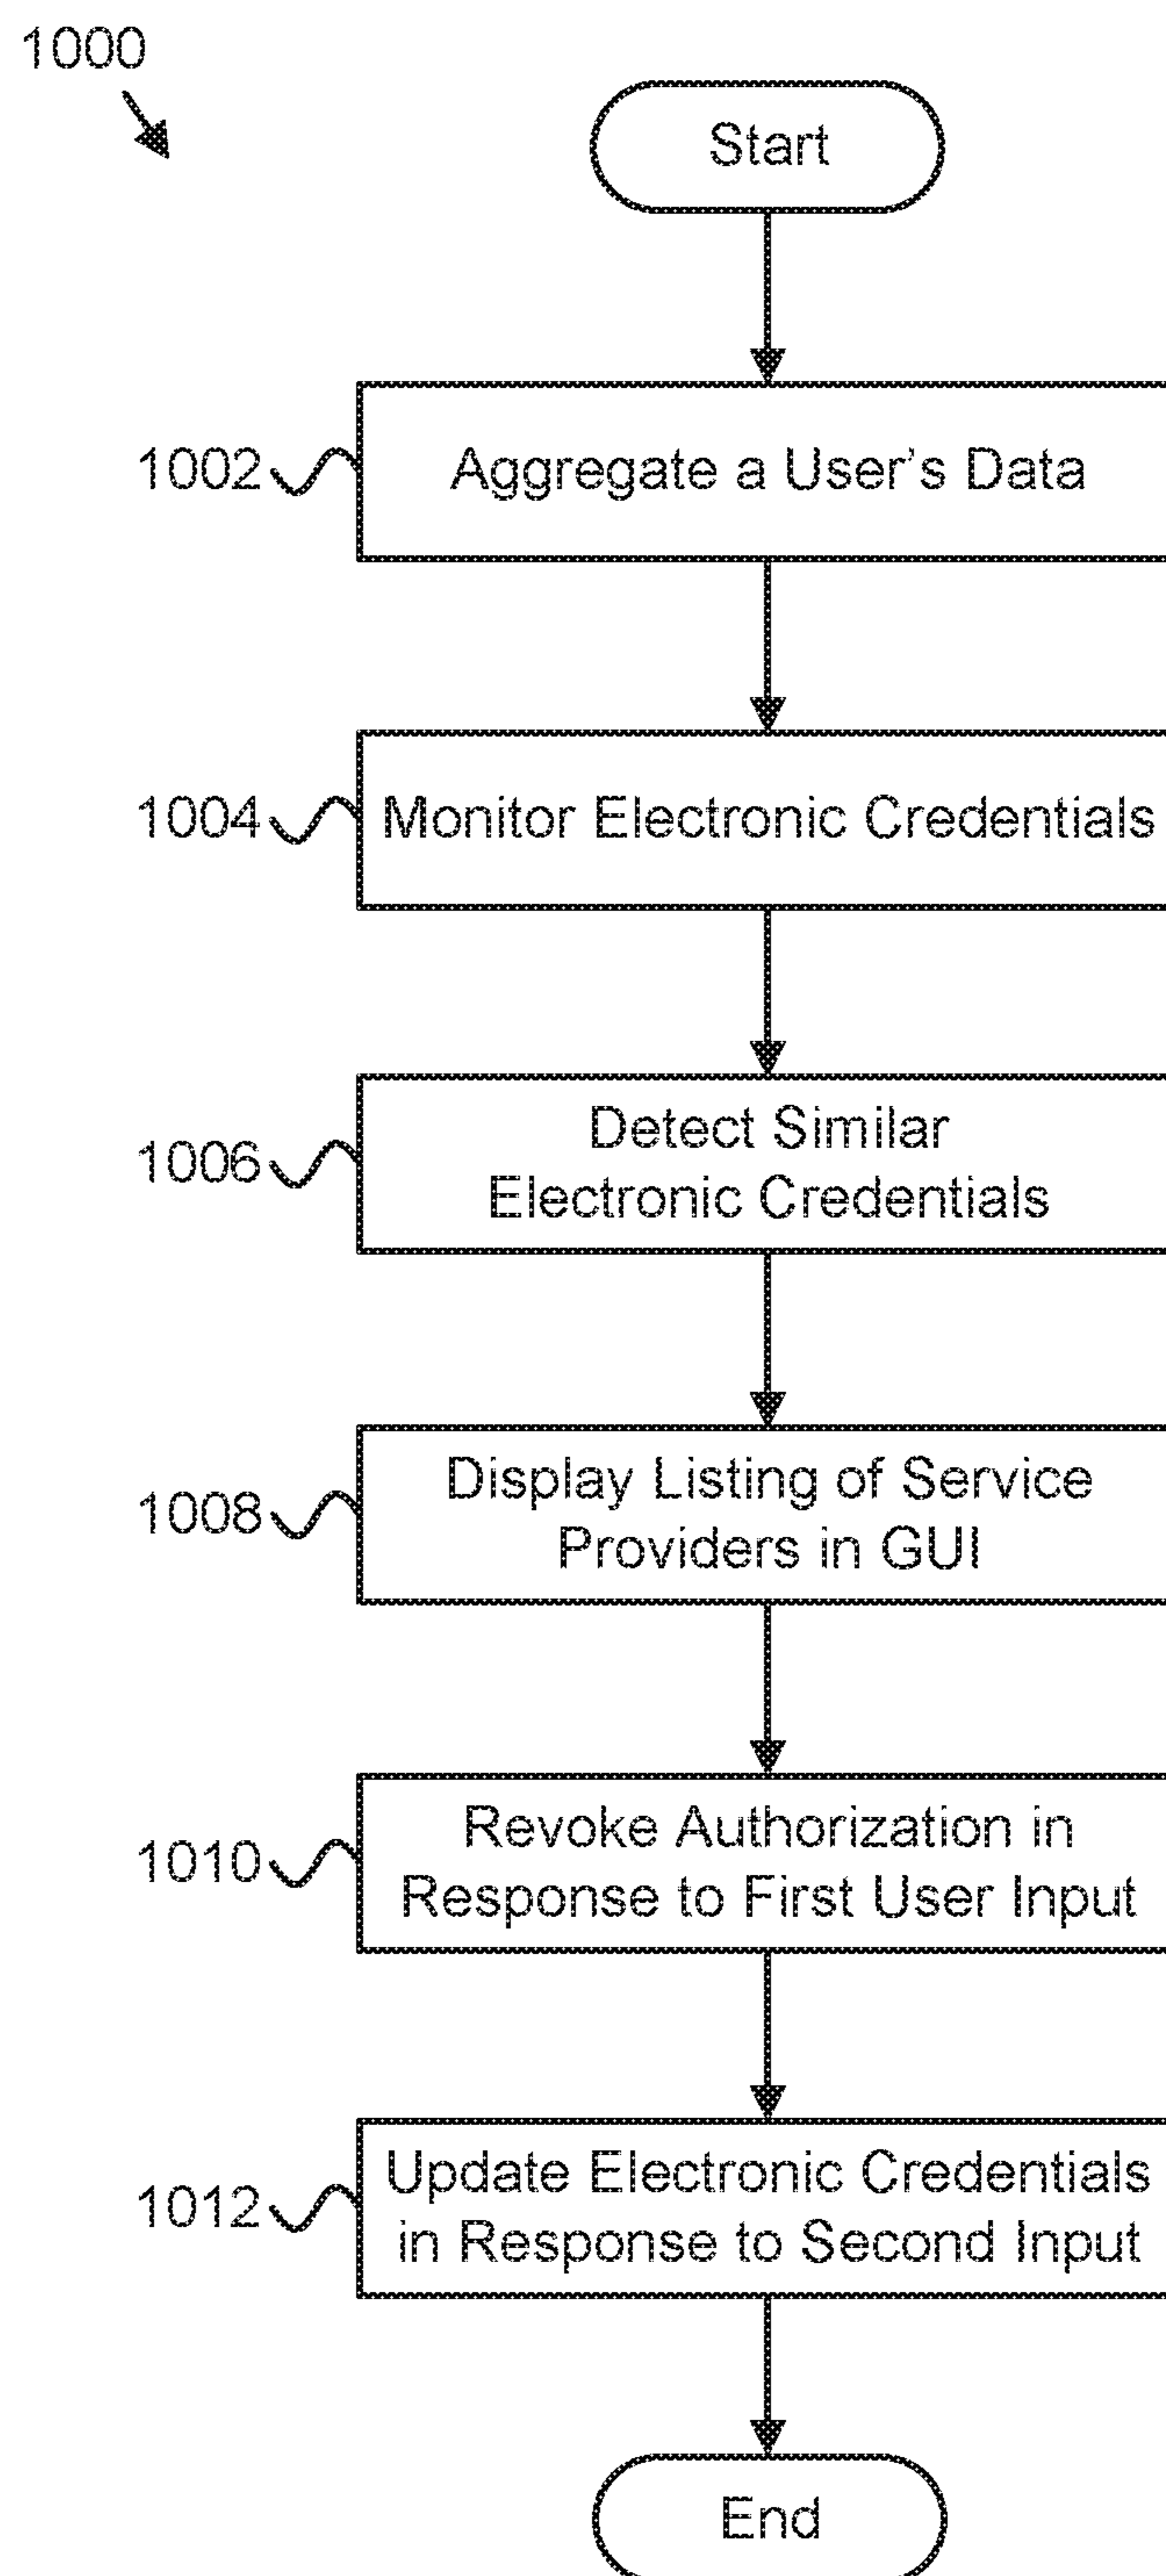 1000
Start
1002
Aggregate a User's Data
1004
Monitor Electronic Credentials
1006
Detect Similar
Electronic Credentials
1008
Display Listing of Service
Providers in GUI
1010
Revoke Authorization in
Response to First User Input
1012
Update Electronic Credentials
in Response to Second Input
End